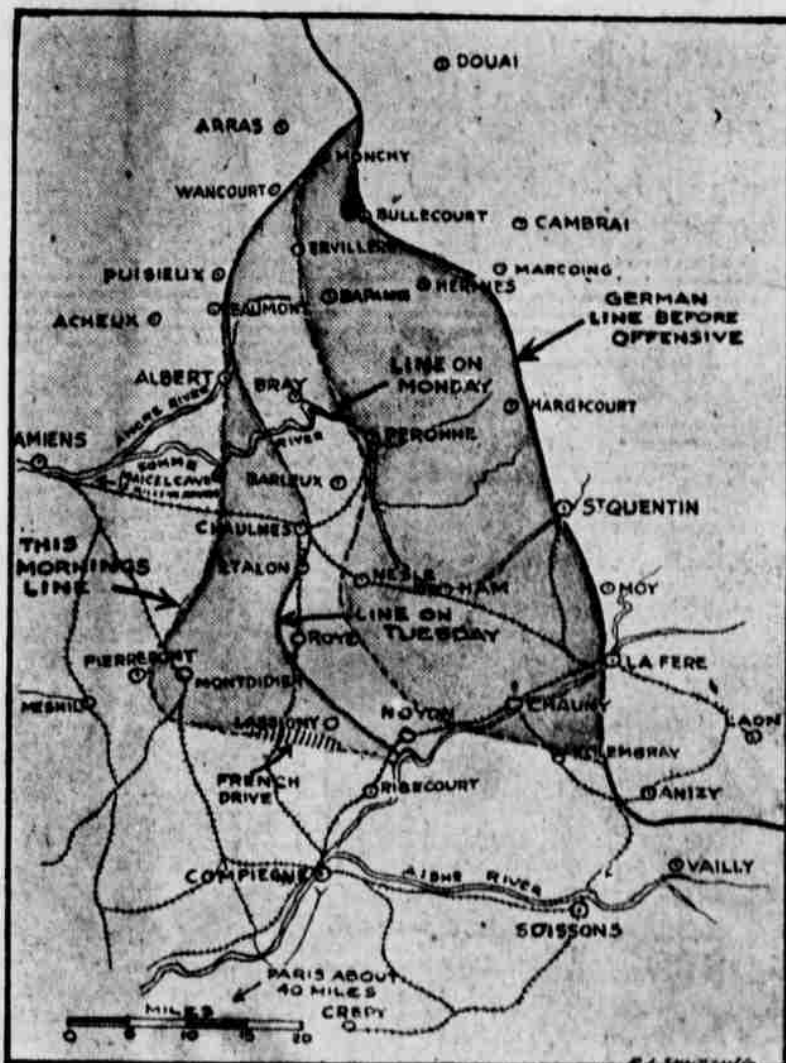 DOUAI
ARRAS
MONCHY
WANCOURT
BULLECOURT
CAMBRAI
ERVILLERS
PUISIEUX
MARCOING
BAPAUME
HERMIES
BEAUMONT
ACHEUX
GERMAN
LINE BEFORE
OFFENSIVE
LINE ON
MONDAY
ALBERT
BRAY
ANCRE RIVER
HARGICOURT
AMIENS
RIVER
PERONNE
SOMME
MARCELCAVE
BARLEUX
ST QUENTIN
CHAULNES
THIS
MORNINGS
LINE
ETALON
NESLE
HAM
MOY
LINE ON
TUESDAY
ROYE
PIERREPONT
MONTDIDIER
LA FERE
MESNIL
LASSIGNY
NOYON
CHAUNY
LAON
FRENCH
DRIVE
RIBECOURT
ANIZY
COMPIEGNE
AISNE RIVER
VAILLY
SOISSONS
PARIS ABOUT
40 MILES
MILES
CREPY
0 5 10 15 20